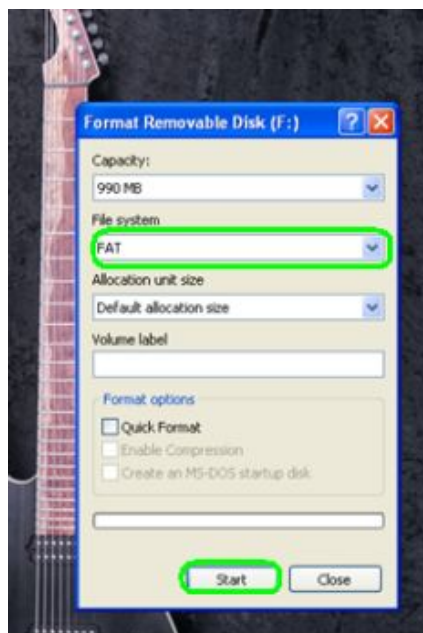 Format Removable Disk (F:)
Capacity:
990 MB
File system
FAT
Allocation unit size
Default allocation size
Volume label
Format options
Quick Format
Enable Compression
Create an MS-DOS startup disk
Start
Close